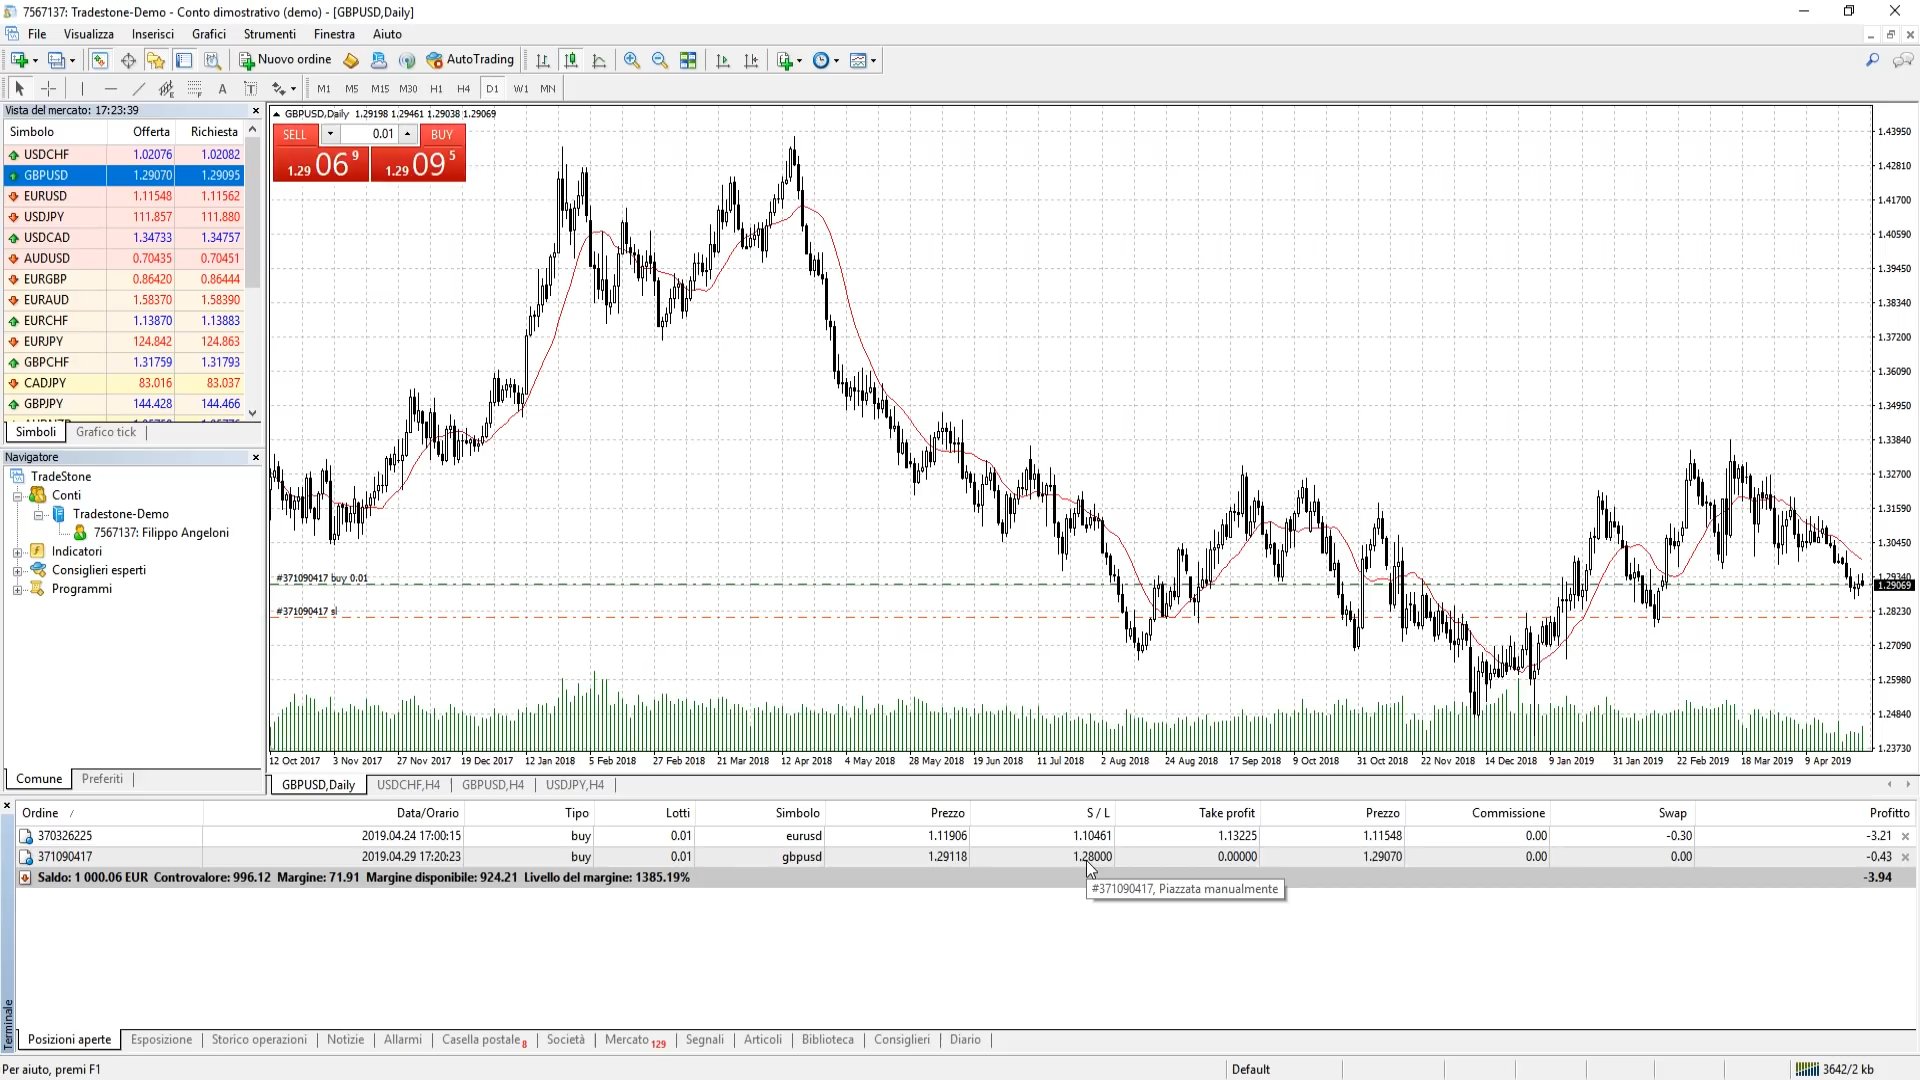 7567137: Tradestone-Demo - Conto dimostrativo (demo) - [GBPUSD,Daily]
File Visualizza Inserisci Grafici Strumenti Finestra Aiuto
Nuovo ordine AutoTrading
A T M1 M5 M15 M30 H1 H4 D1 W1 MN
Vista del mercato: 17:23:39
Simbolo Offerta Richiesta
USDCHF 1.02076 1.02082
GBPUSD 1.29070 1.29095
EURUSD 1.11548 1.11562
USDJPY 111.857 111.880
USDCAD 1.34733 1.34757
AUDUSD 0.70435 0.70451
EURGBP 0.86420 0.86444
EURAUD 1.58370 1.58390
EURCHF 1.13870 1.13883
EURJPY 124.842 124.863
GBPCHF 1.31759 1.31793
CADJPY 83.016 83.037
GBPJPY 144.428 144.466
Simboli Grafico tick
Navigatore
TradeStone
Conti
Tradestone-Demo
7567137: Filippo Angeloni
Indicatori
Consiglieri esperti
Programmi
Comune Preferiti
GBPUSD,Daily 1.29198 1.29461 1.29038 1.29069
SELL 0.01 BUY
1.29 06 9 1.29 09 5
#371090417 buy 0.01
#371090417 sl
1.43950
1.42810
1.41700
1.40590
1.39450
1.38340
1.37200
1.36090
1.34950
1.33840
1.32700
1.31590
1.30450
1.29340
1.29069
1.28230
1.27090
1.25980
1.24840
1.23730
12 Oct 2017 3 Nov 2017 27 Nov 2017 19 Dec 2017 12 Jan 2018 5 Feb 2018 27 Feb 2018 21 Mar 2018 12 Apr 2018 4 May 2018 28 May 2018 19 Jun 2018 11 Jul 2018 2 Aug 2018 24 Aug 2018 17 Sep 2018 9 Oct 2018 31 Oct 2018 22 Nov 2018 14 Dec 2018 9 Jan 2019 31 Jan 2019 22 Feb 2019 18 Mar 2019 9 Apr 2019
GBPUSD,Daily USDCHF,H4 GBPUSD,H4 USDJPY,H4
Ordine / Data/Orario Tipo Lotti Simbolo Prezzo S / L Take profit Prezzo Commissione Swap Profitto
370326225 2019.04.24 17:00:15 buy 0.01 eurusd 1.11906 1.10461 1.13225 1.11548 0.00 -0.30 -3.21
371090417 2019.04.29 17:20:23 buy 0.01 gbpusd 1.29118 1.28000 0.00000 1.29070 0.00 0.00 -0.43
Saldo: 1 000.06 EUR Controvalore: 996.12 Margine: 71.91 Margine disponibile: 924.21 Livello del margine: 1385.19% -3.94
#371090417, Piazzata manualmente
Terminale
Posizioni aperte Esposizione Storico operazioni Notizie Allarmi Casella postale 8 Società Mercato 129 Segnali Articoli Biblioteca Consiglieri Diario
Per aiuto, premi F1 Default 3642/2 kb